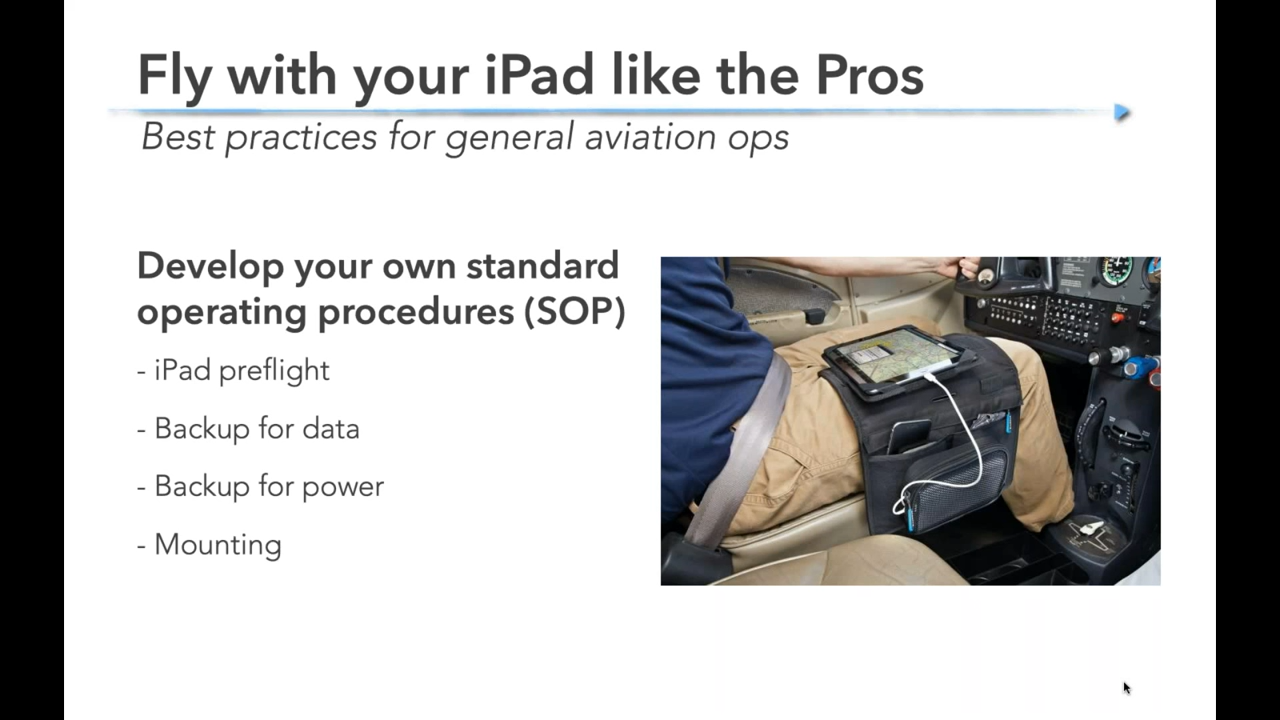 Fly with your iPad like the Pros
Best practices for general aviation ops
Develop your own standard
operating procedures (SOP)
- iPad preflight
- Backup for data
- Backup for power
- Mounting